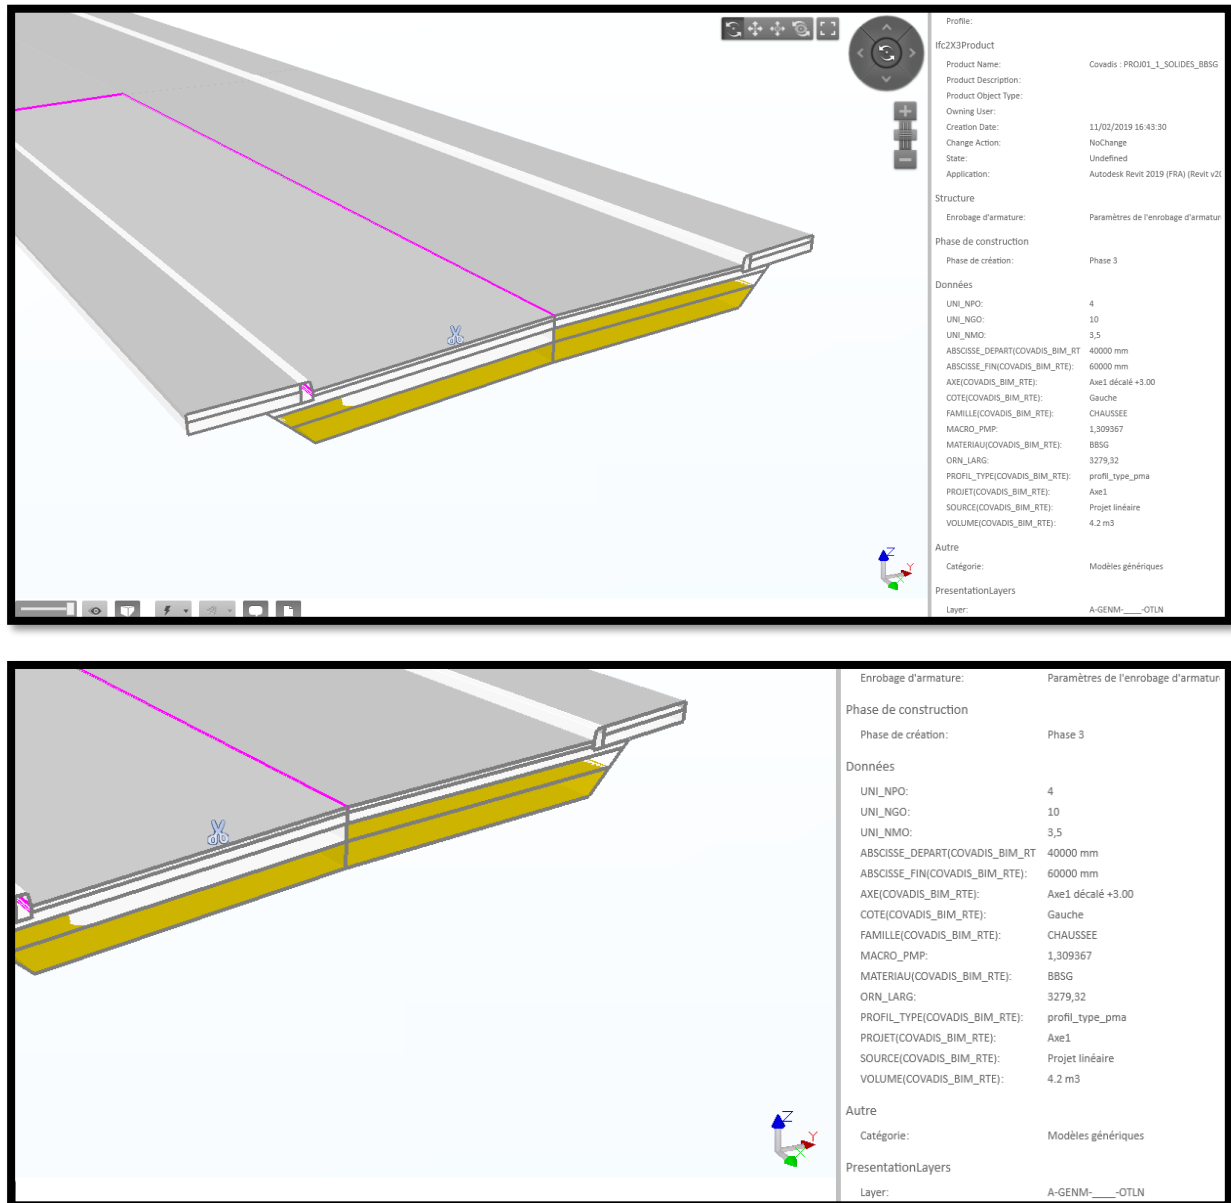 Profile:
Ifc2X3Product
Product Name: Covadis : PROJ01_1_SOLIDES_BBSG
Product Description:
Product Object Type:
Owning User:
Creation Date: 11/02/2019 16:43:30
Change Action: NoChange
State: Undefined
Application: Autodesk Revit 2019 (FRA) (Revit v20
Structure
Enrobage d'armature: Paramètres de l'enrobage d'armatur
Phase de construction
Phase de création: Phase 3
Données
UNI_NPO: 4
UNI_NGO: 10
UNI_NMO: 3,5
ABSCISSE_DEPART(COVADIS_BIM_RT 40000 mm
ABSCISSE_FIN(COVADIS_BIM_RTE): 60000 mm
AXE(COVADIS_BIM_RTE): Axe1 décalé +3.00
COTE(COVADIS_BIM_RTE): Gauche
FAMILLE(COVADIS_BIM_RTE): CHAUSSEE
MACRO_PMP: 1,309367
MATERIAU(COVADIS_BIM_RTE): BBSG
ORN_LARG: 3279,32
PROFIL_TYPE(COVADIS_BIM_RTE): profil_type_pma
PROJET(COVADIS_BIM_RTE): Axe1
SOURCE(COVADIS_BIM_RTE): Projet linéaire
VOLUME(COVADIS_BIM_RTE): 4.2 m3
Autre
Catégorie: Modèles génériques
PresentationLayers
Layer: A-GENM-____-OTLN
Z
Y
X
Enrobage d'armature: Paramètres de l'enrobage d'armatur
Phase de construction
Phase de création: Phase 3
Données
UNI_NPO: 4
UNI_NGO: 10
UNI_NMO: 3,5
ABSCISSE_DEPART(COVADIS_BIM_RT 40000 mm
ABSCISSE_FIN(COVADIS_BIM_RTE): 60000 mm
AXE(COVADIS_BIM_RTE): Axe1 décalé +3.00
COTE(COVADIS_BIM_RTE): Gauche
FAMILLE(COVADIS_BIM_RTE): CHAUSSEE
MACRO_PMP: 1,309367
MATERIAU(COVADIS_BIM_RTE): BBSG
ORN_LARG: 3279,32
PROFIL_TYPE(COVADIS_BIM_RTE): profil_type_pma
PROJET(COVADIS_BIM_RTE): Axe1
SOURCE(COVADIS_BIM_RTE): Projet linéaire
VOLUME(COVADIS_BIM_RTE): 4.2 m3
Autre
Catégorie: Modèles génériques
PresentationLayers
Layer: A-GENM-____-OTLN
Z
Y
X